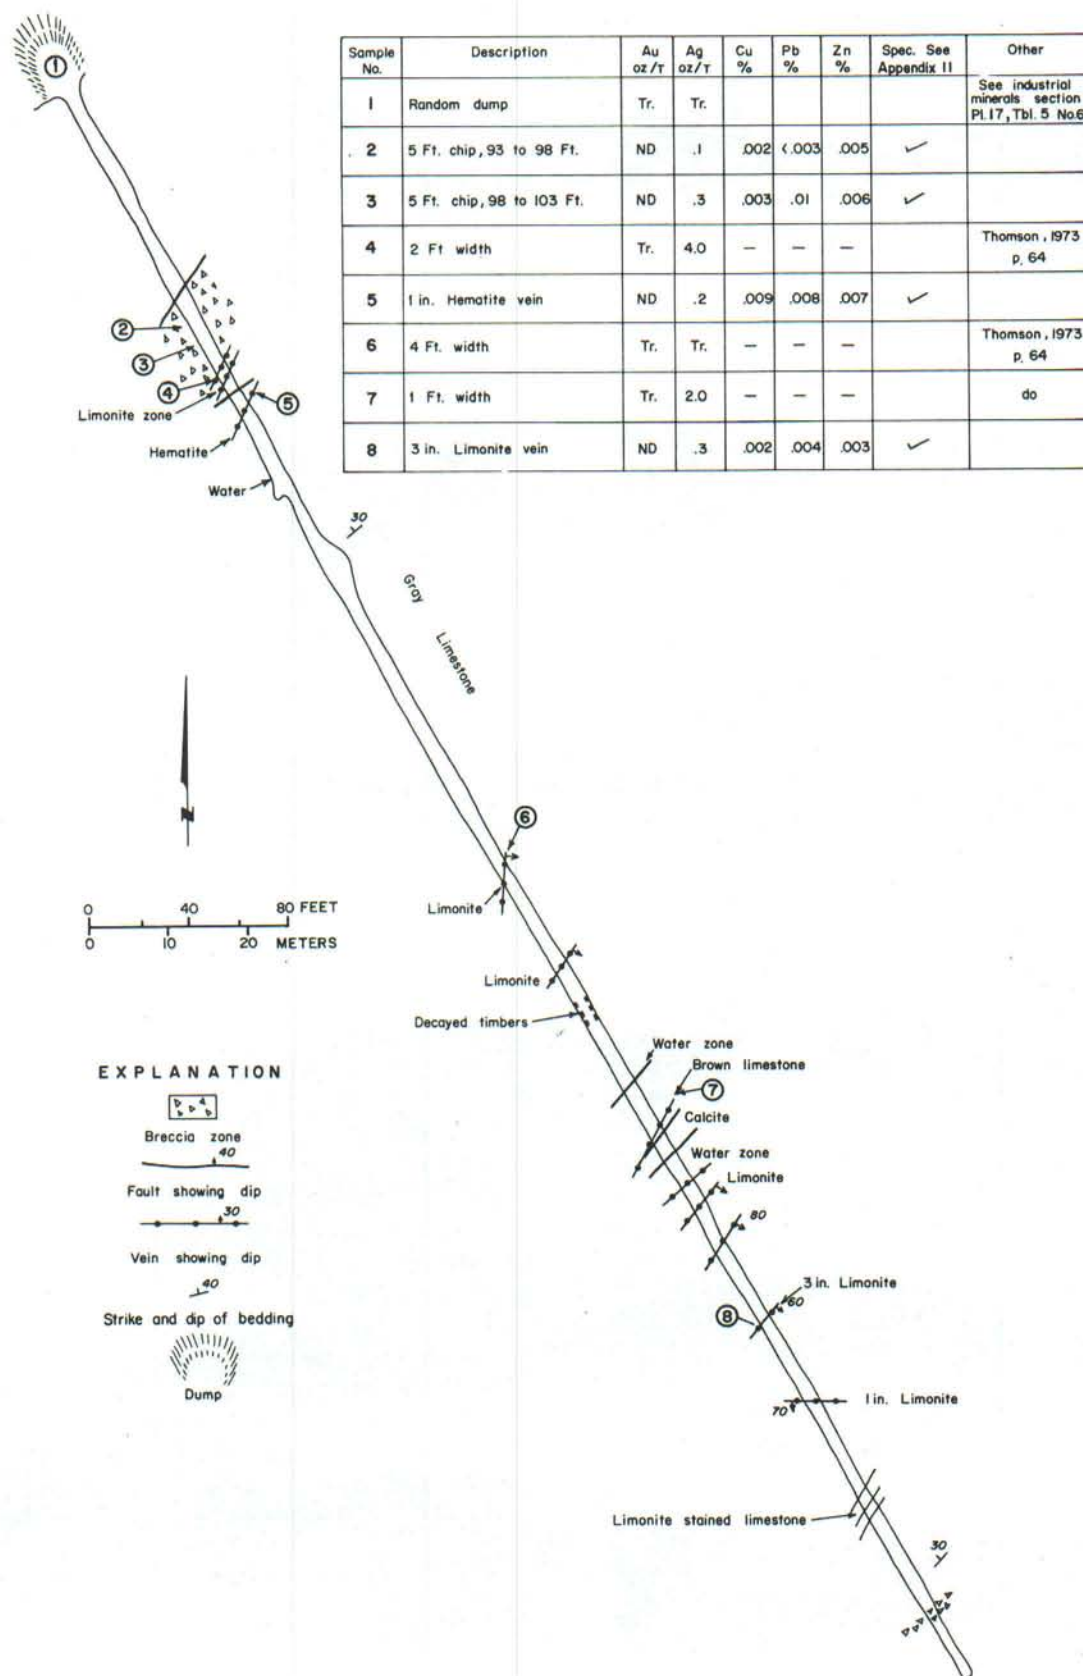 Sample No. Description Au oz/T Ag oz/T Cu % Pb % Zn % Spec. See Appendix II Other
1 Random dump Tr. Tr. See industrial minerals section Pl.17, Tbl. 5 No.6
2 5 Ft. chip, 93 to 98 Ft. ND .1 .002 <.003 .005 ✓
3 5 Ft. chip, 98 to 103 Ft. ND .3 .003 .01 .006 ✓
4 2 Ft width Tr. 4.0 — — — Thomson, 1973 p. 64
5 1 in. Hematite vein ND .2 .009 .008 .007 ✓
6 4 Ft. width Tr. Tr. — — — Thomson, 1973 p. 64
7 1 Ft. width Tr. 2.0 — — — do
8 3 in. Limonite vein ND .3 .002 .004 .003 ✓
1
2
3
4
Limonite zone
5
Hematite
Water
30
Gray Limestone
N
6
Limonite
0 40 80 FEET
0 10 20 METERS
Limonite
Decayed timbers
Water zone
Brown limestone
7
Calcite
Water zone
Limonite
80
3 in. Limonite
60
8
70
1 in. Limonite
Limonite stained limestone
30
EXPLANATION
Breccia zone
40
Fault showing dip
30
Vein showing dip
40
Strike and dip of bedding
Dump